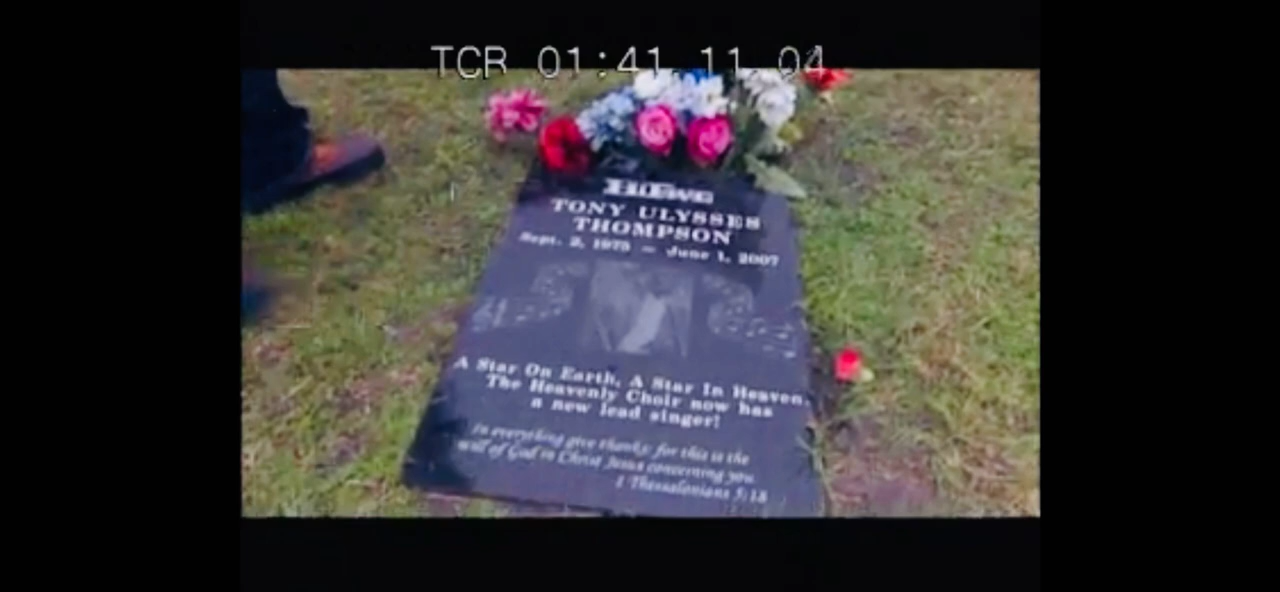 TCR 01:41 11 04
HiFive
TONY ULYSSES
THOMPSON
Sept. 2, 1975 — June 1, 2007
A Star On Earth, A Star In Heaven.
The Heavenly Choir now has
a new lead singer!
In everything give thanks: for this is the
will of God in Christ Jesus concerning you
1 Thessalonians 5:18